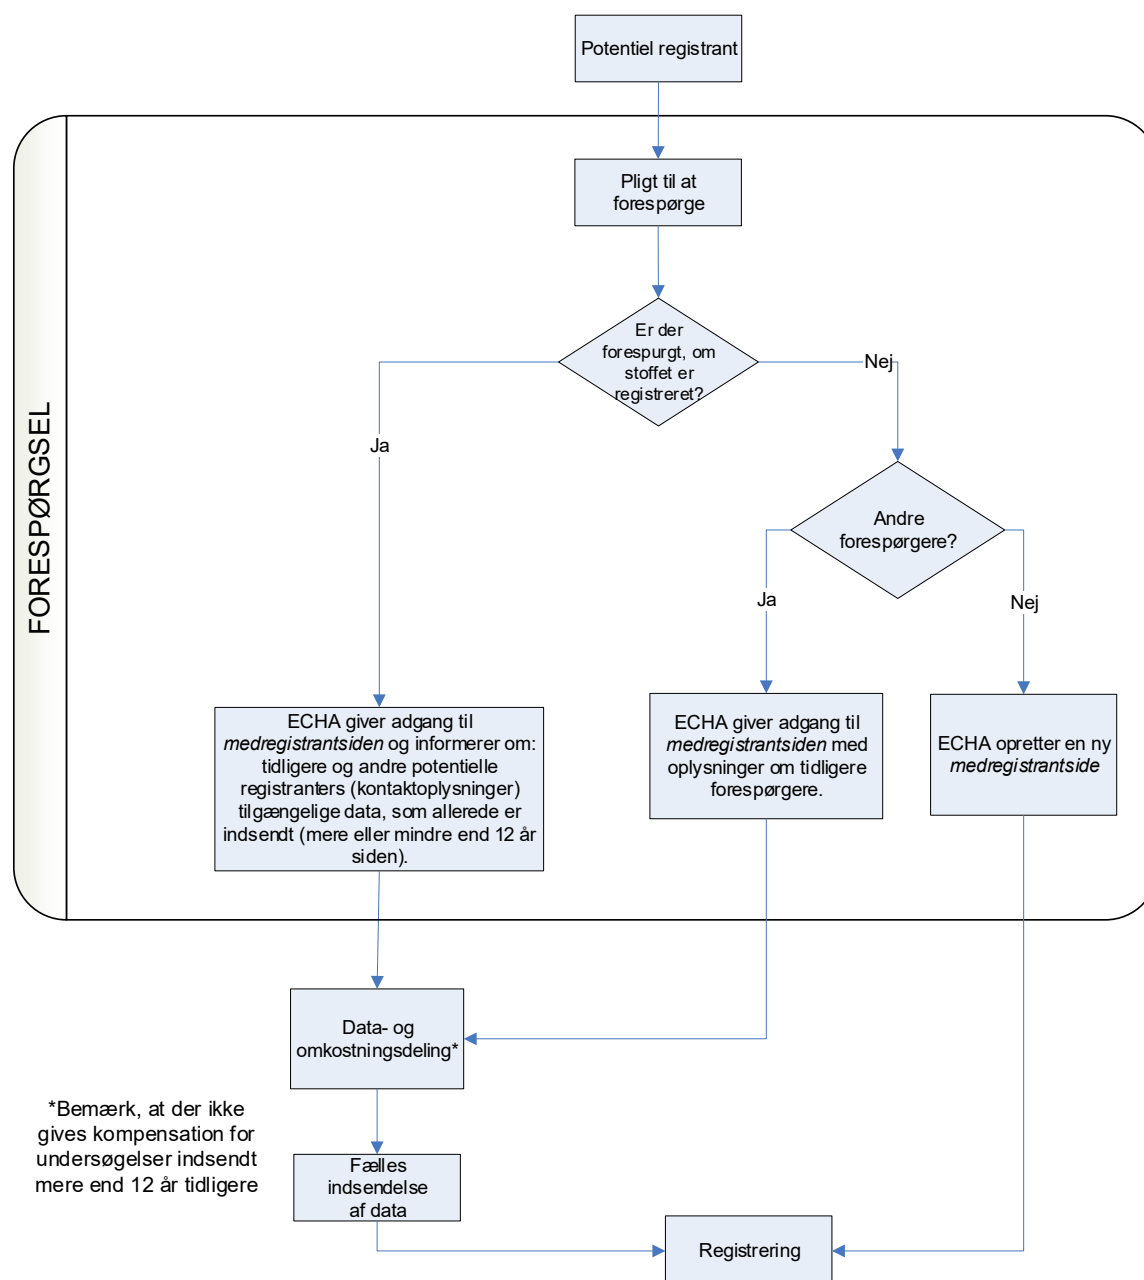 Potentiel registrant
FORESPØRGSEL
Pligt til at
forespørge
Er der
forespurgt, om
stoffet er
registreret?
Nej
Ja
Andre
forespørgere?
Ja
Nej
ECHA giver adgang til
medregistrantsiden og informerer om:
tidligere og andre potentielle
registranters (kontaktoplysninger)
tilgængelige data, som allerede er
indsendt (mere eller mindre end 12 år
siden).
ECHA giver adgang til
medregistrantsiden med
oplysninger om tidligere
forespørgere.
ECHA opretter en ny
medregistrantside
Data- og
omkostningsdeling*
*Bemærk, at der ikke
gives kompensation for
undersøgelser indsendt
mere end 12 år tidligere
Fælles
indsendelse
af data
Registrering